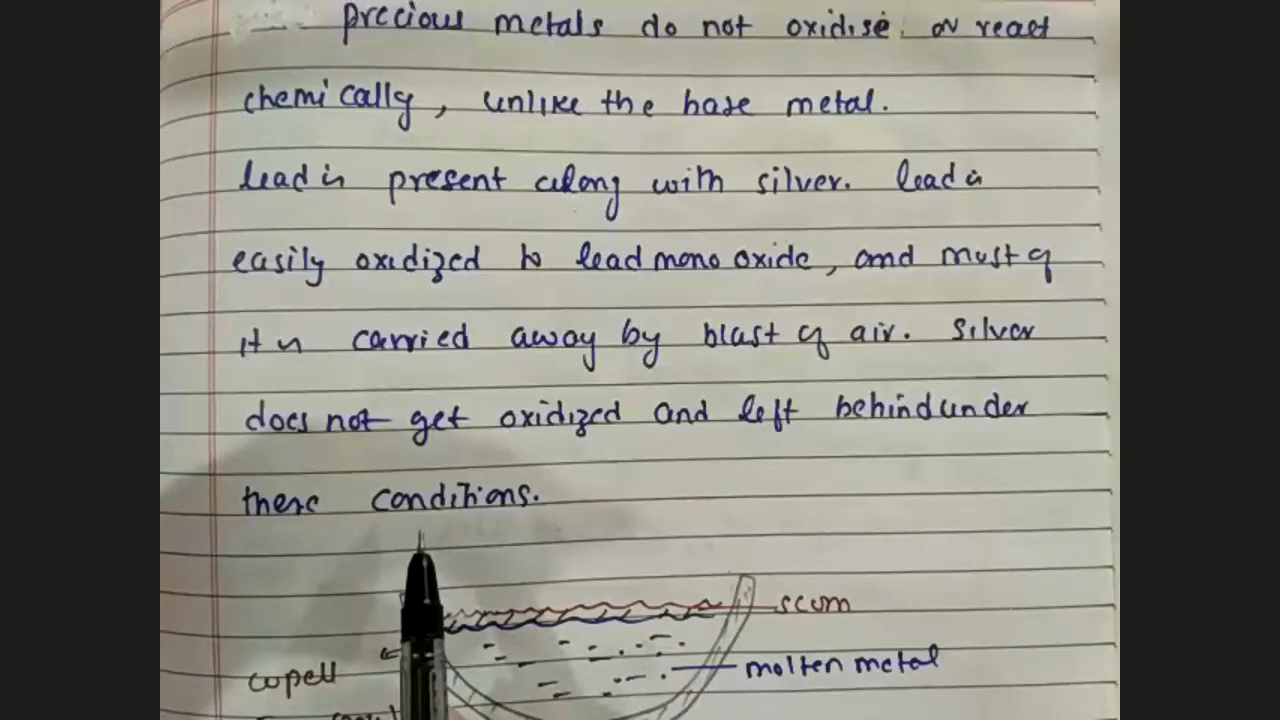 precious metals do not oxidise or react
chemically, unlike the base metal.
lead is present along with silver. lead is
easily oxidized to lead mono oxide, and most of
it is carried away by blast of air. Silver
does not get oxidized and left behind under
these conditions.
scum
molten metal
cupell